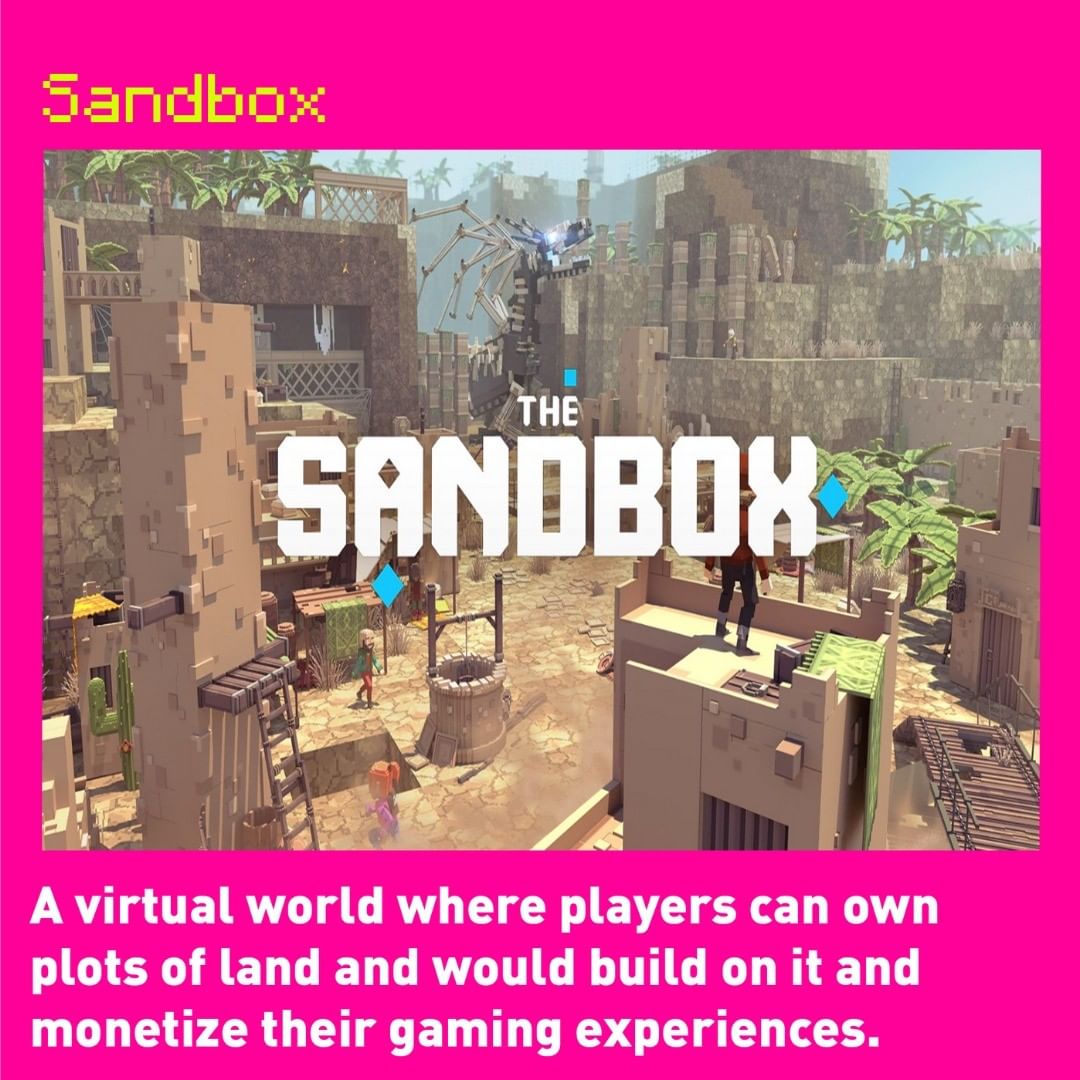 Sandbox
THE
SANDBOX
A virtual world where players can own
plots of land and would build on it and
monetize their gaming experiences.